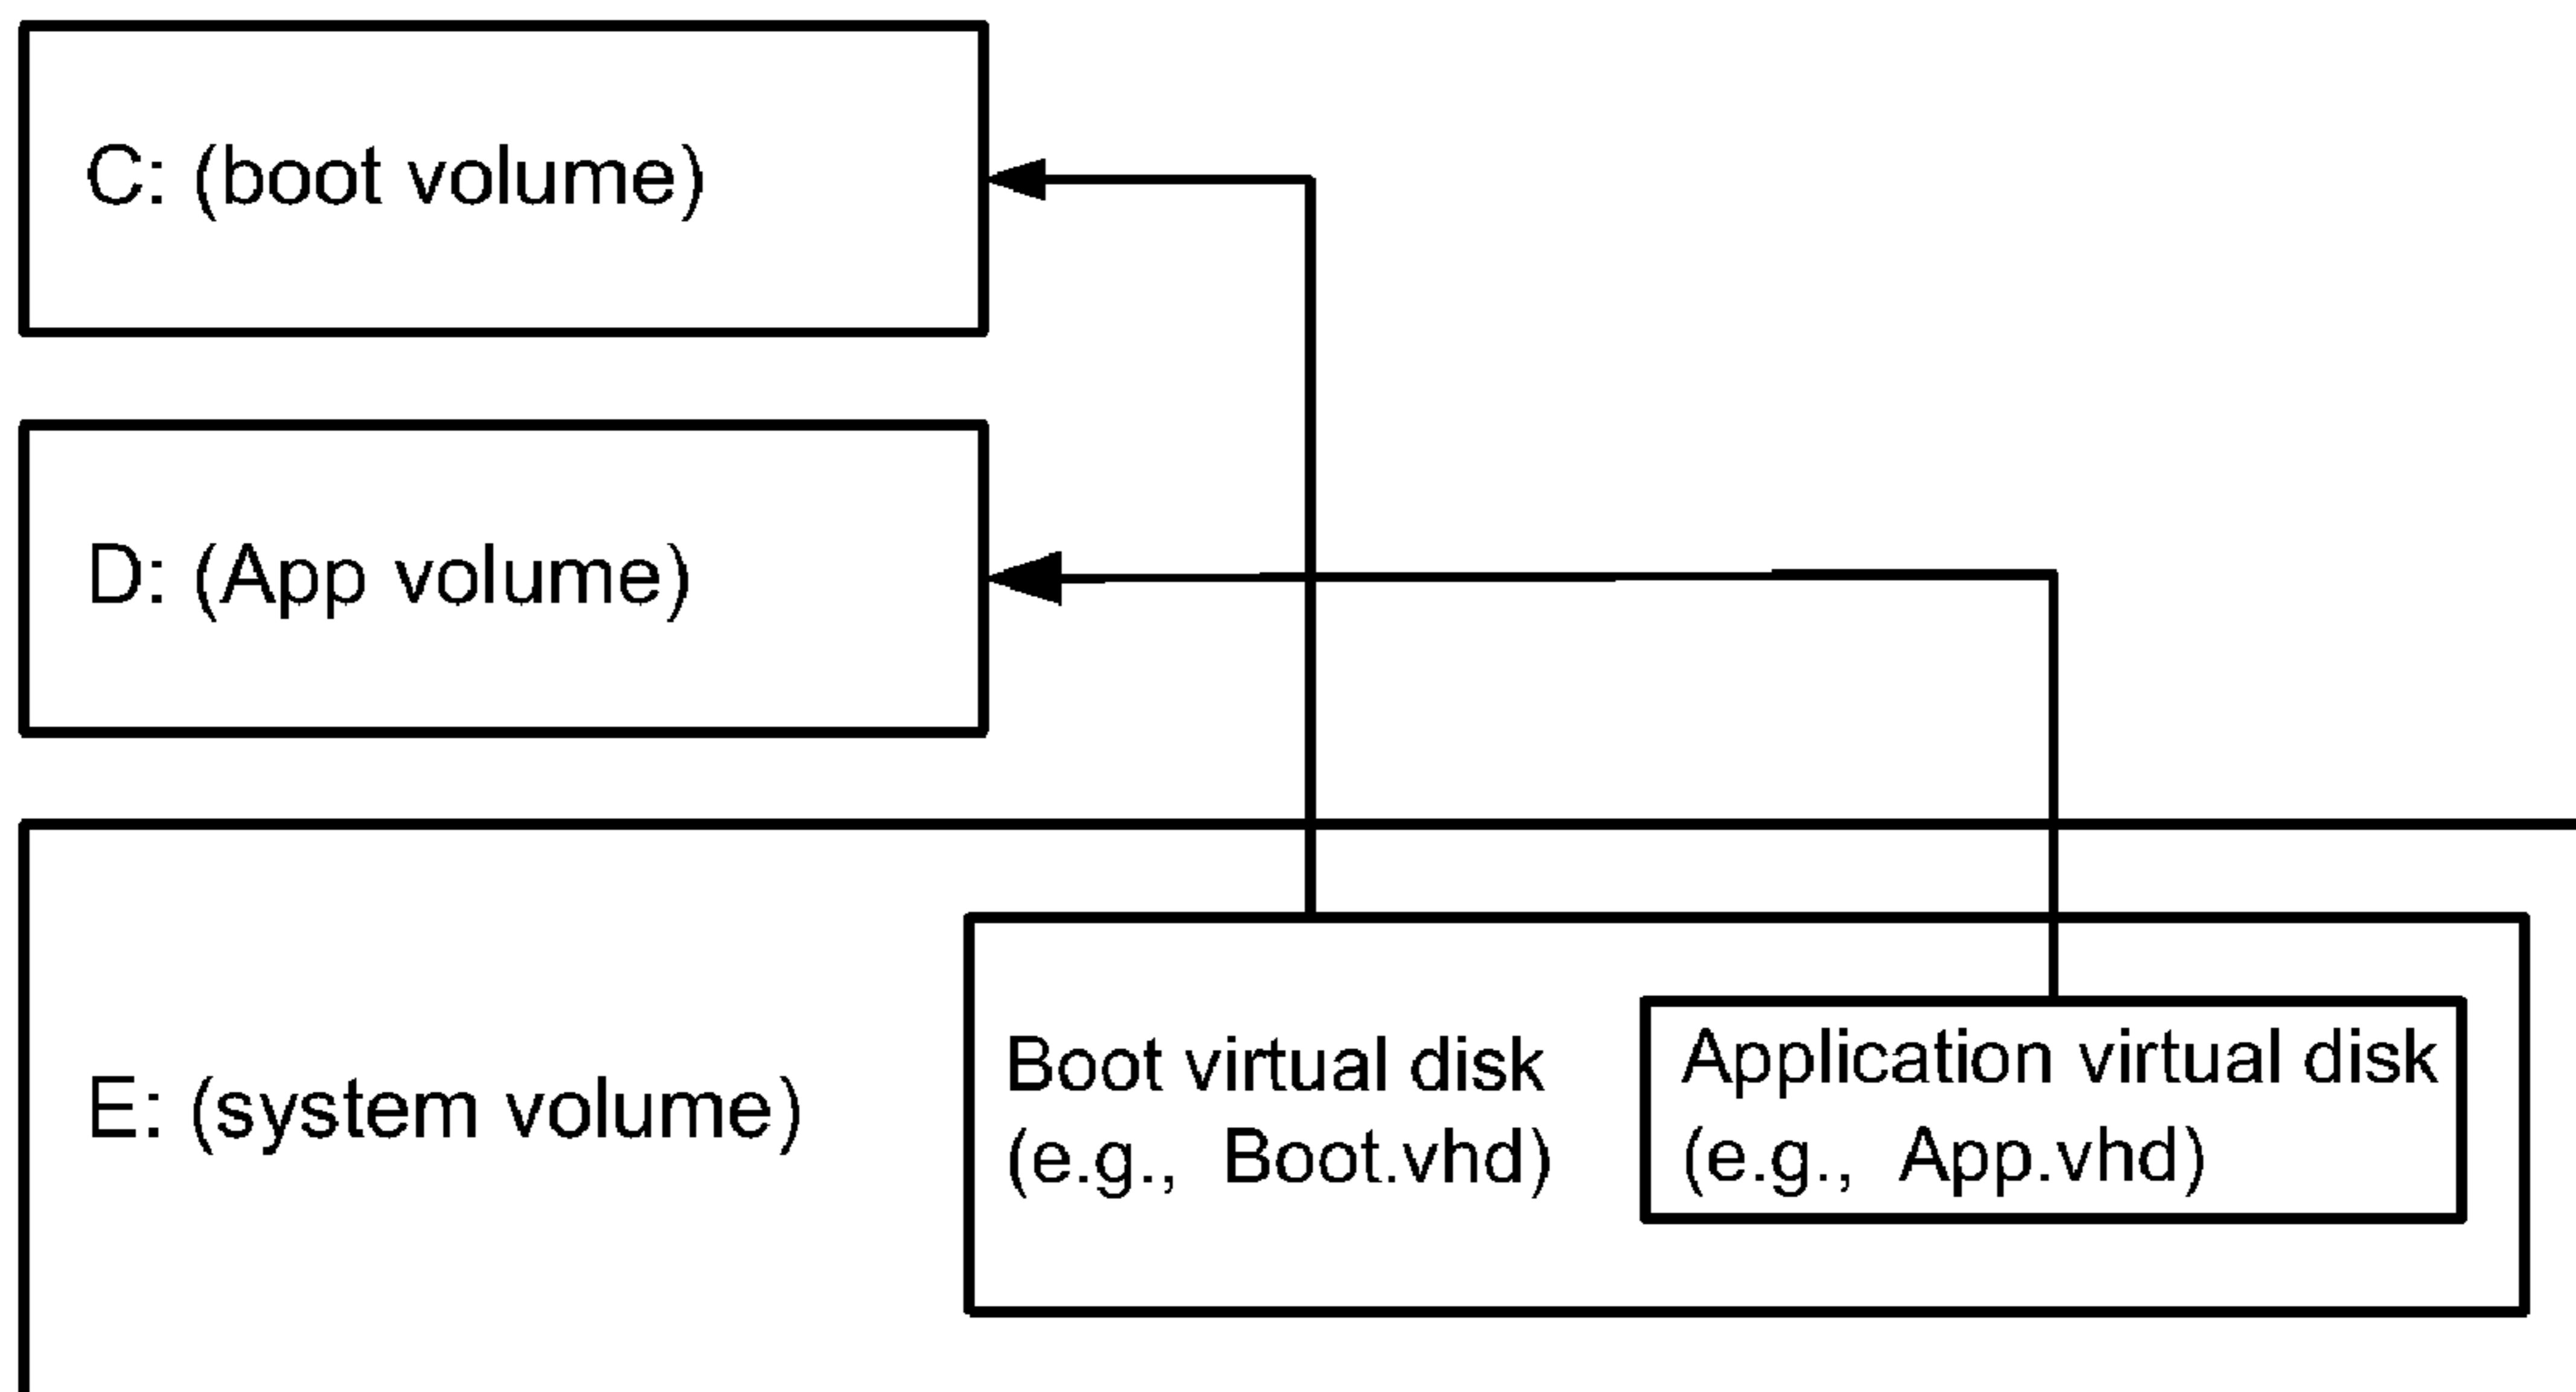 C: (boot volume)
D: (App volume)
E: (system volume)
Boot virtual disk
(e.g., Boot.vhd)
Application virtual disk
(e.g., App.vhd)